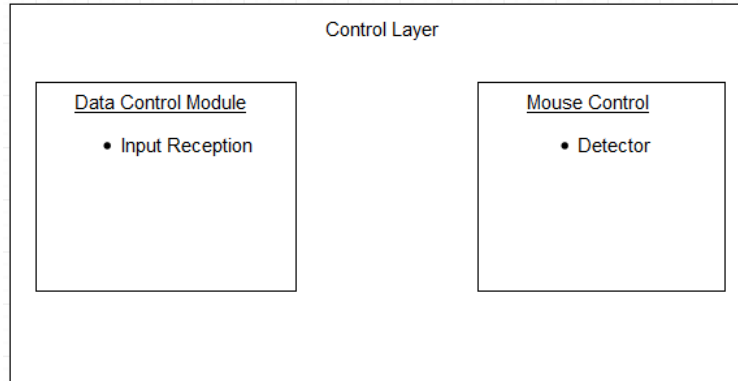 Control Layer
Data Control Module
• Input Reception
Mouse Control
• Detector